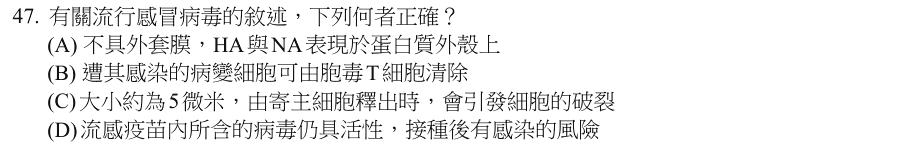 47. 有關流行感冒病毒的敘述，下列何者正確？
(A) 不具外套膜，HA與NA表現於蛋白質外殼上
(B) 遭其感染的病變細胞可由胞毒T細胞清除
(C) 大小約為5微米，由寄主細胞釋出時，會引發細胞的破裂
(D) 流感疫苗內所含的病毒仍具活性，接種後有感染的風險